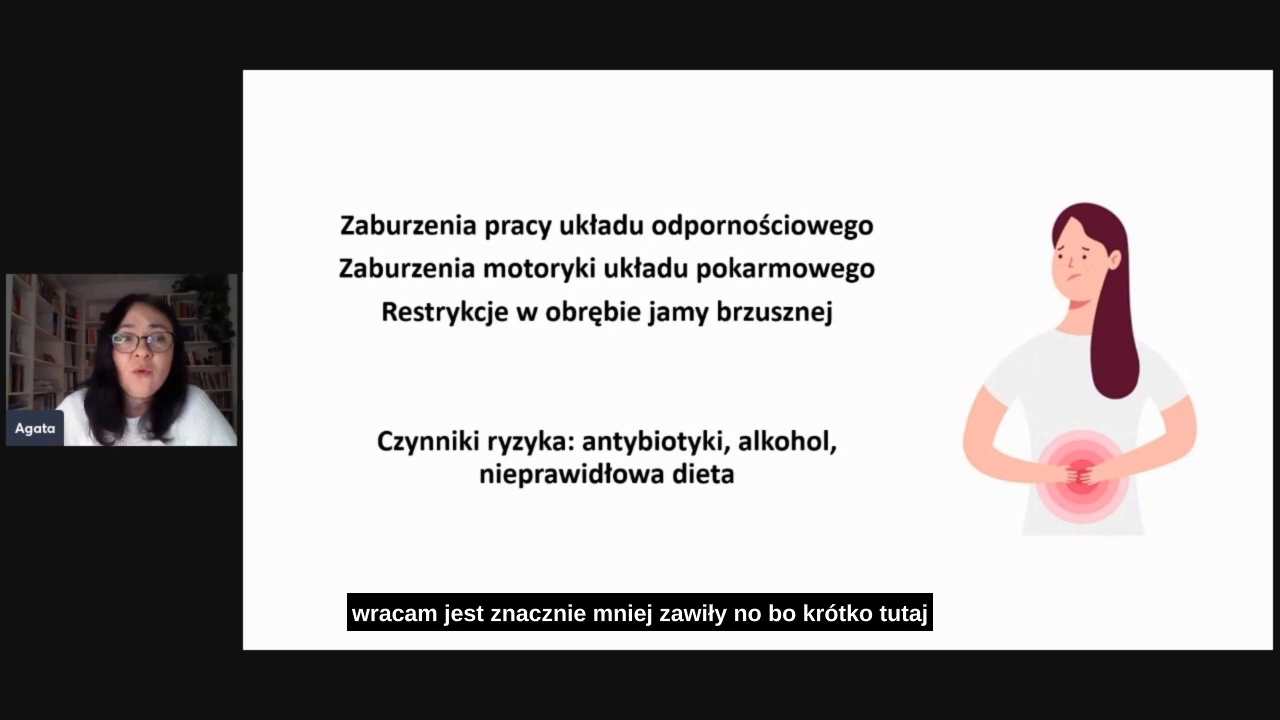 Zaburzenia pracy układu odpornościowego
Zaburzenia motoryki układu pokarmowego
Restrykcje w obrębie jamy brzusznej
Czynniki ryzyka: antybiotyki, alkohol,
nieprawidłowa dieta
Agata
wracam jest znacznie mniej zawiły no bo krótko tutaj